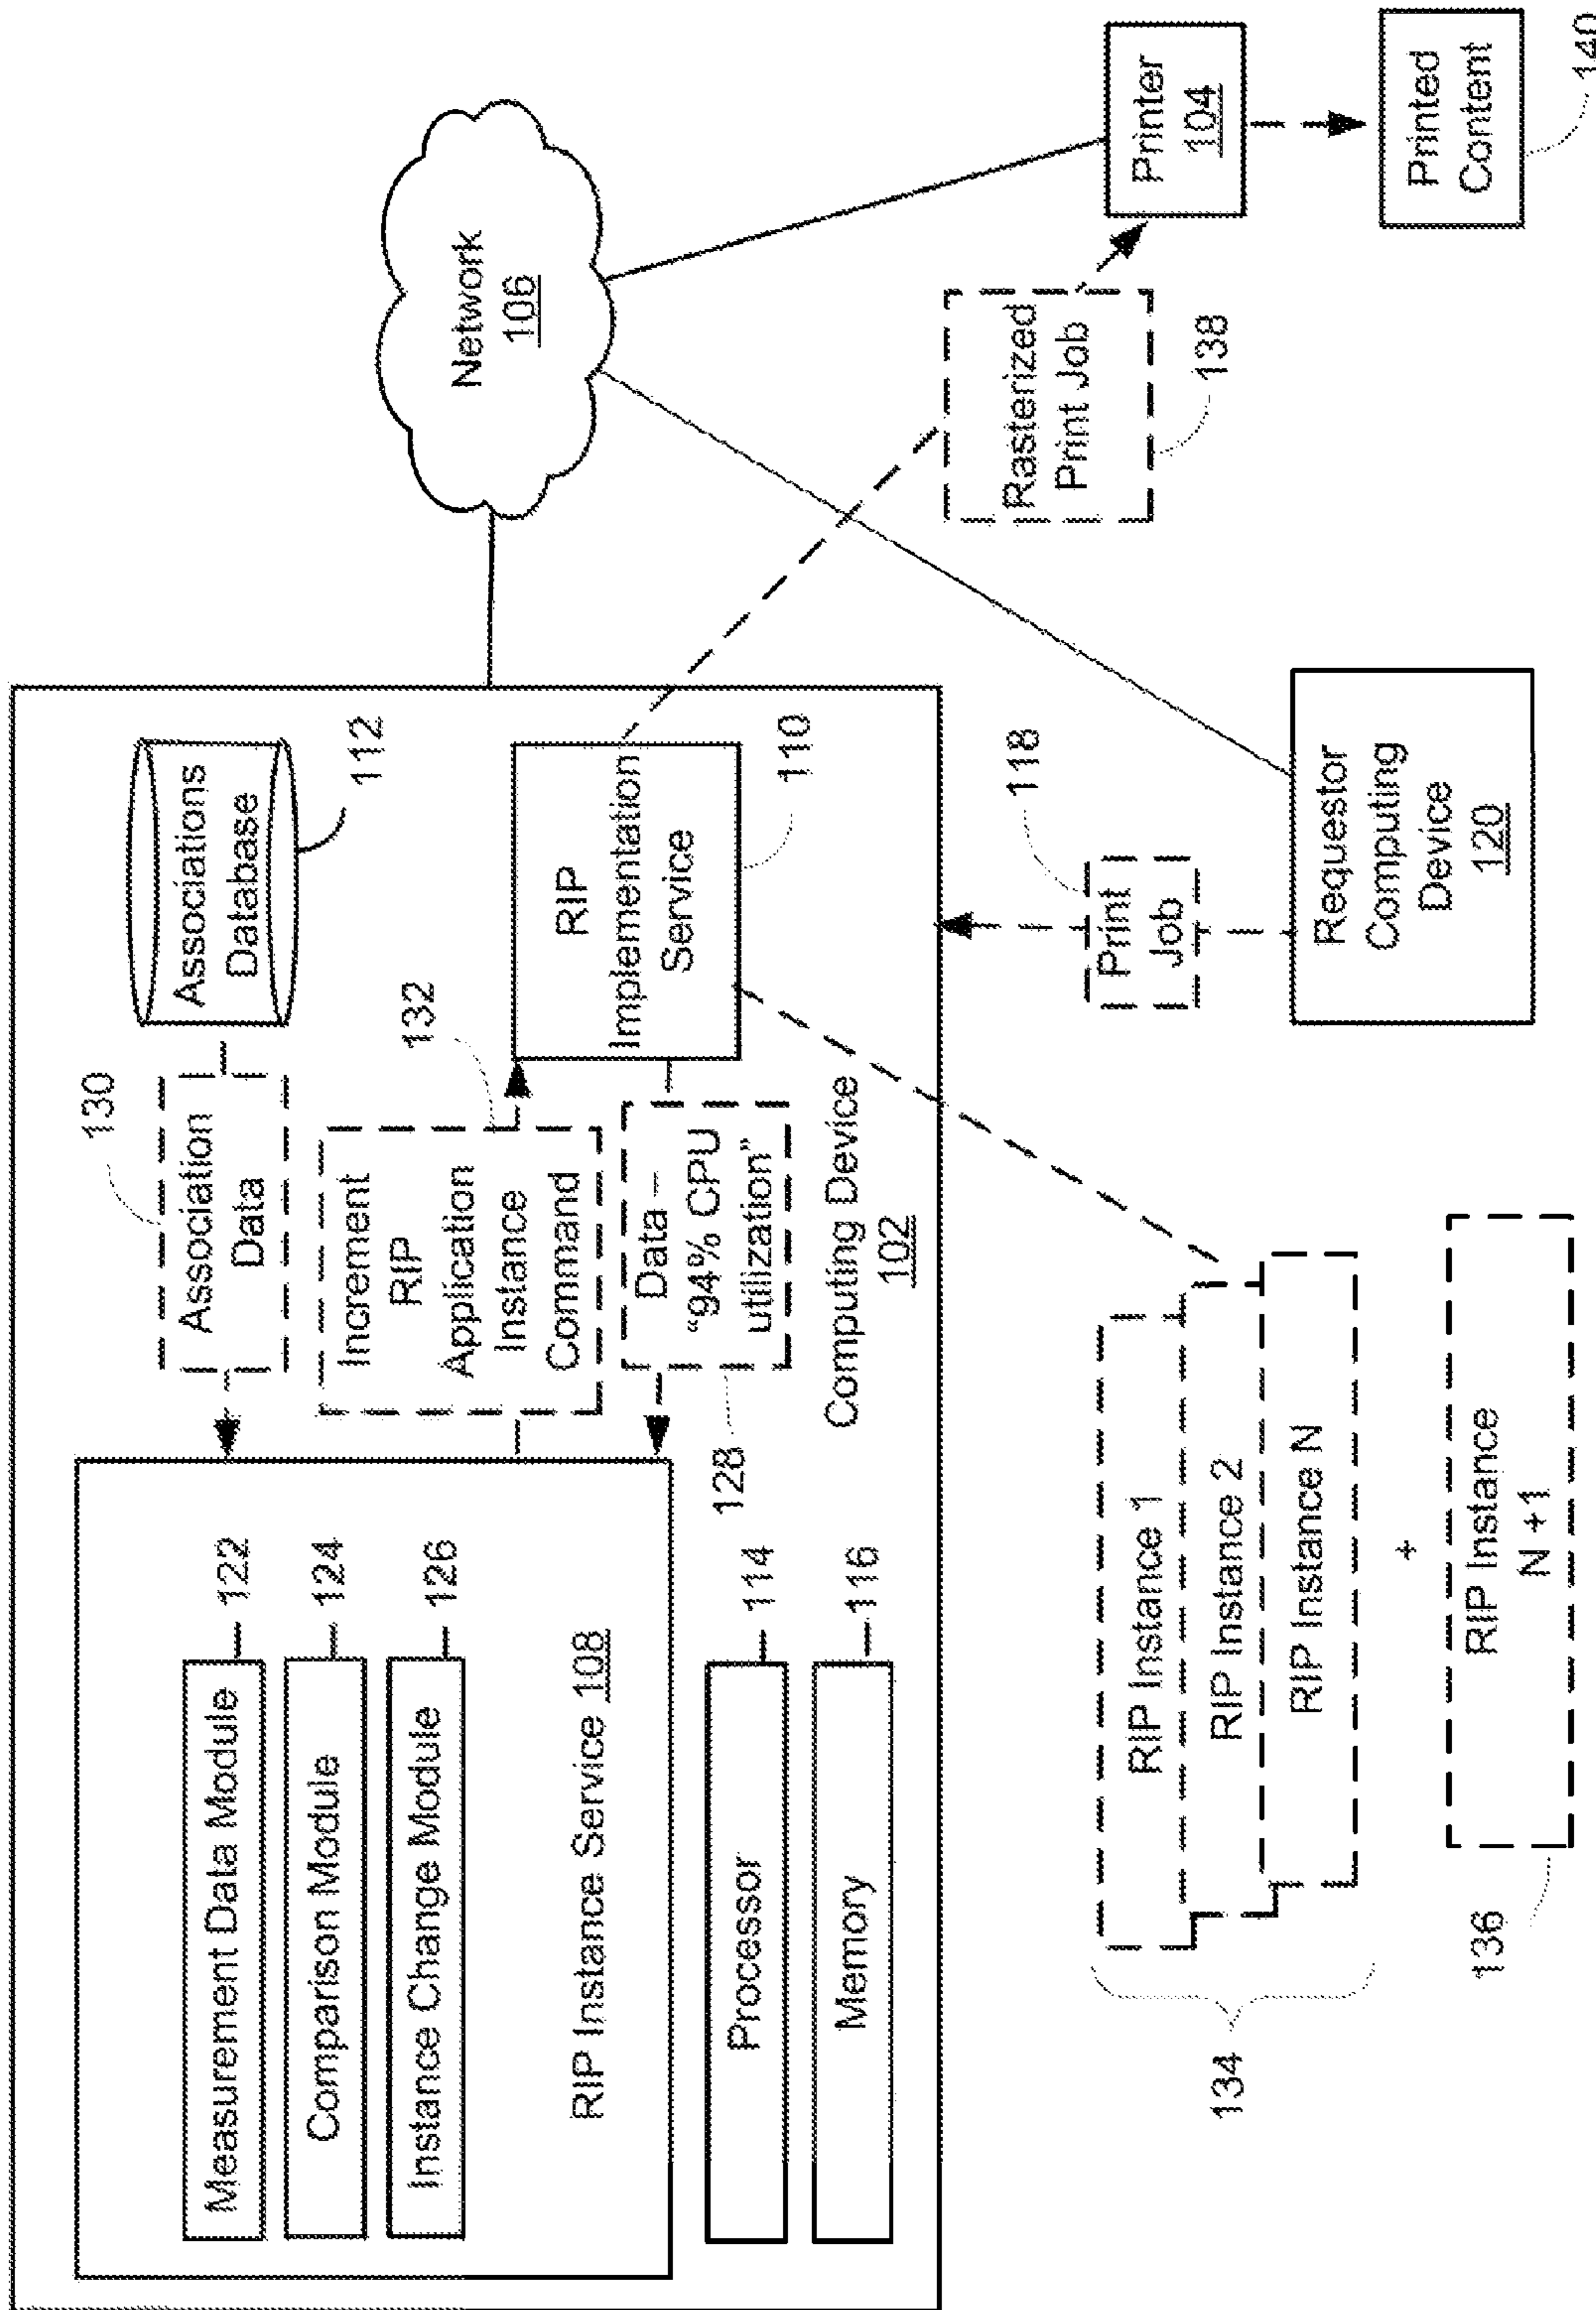 Measurement Data Module
122
Comparison Module
124
Instance Change Module
126
RIP Instance Service 108
Processor
114
Memory
116
130
Association
Data
Associations
Database
112
Increment
RIP
Application
Instance
Command
132
RIP
Implementation
Service
110
Data –
“94% CPU
utilization”
128
Computing Device
102
Network
106
134
RIP Instance 1
RIP Instance 2
RIP Instance N
+
RIP Instance
N +1
136
Print
Job
118
Requestor
Computing
Device
120
Rasterized
Print Job
138
Printer
104
Printed
Content
140